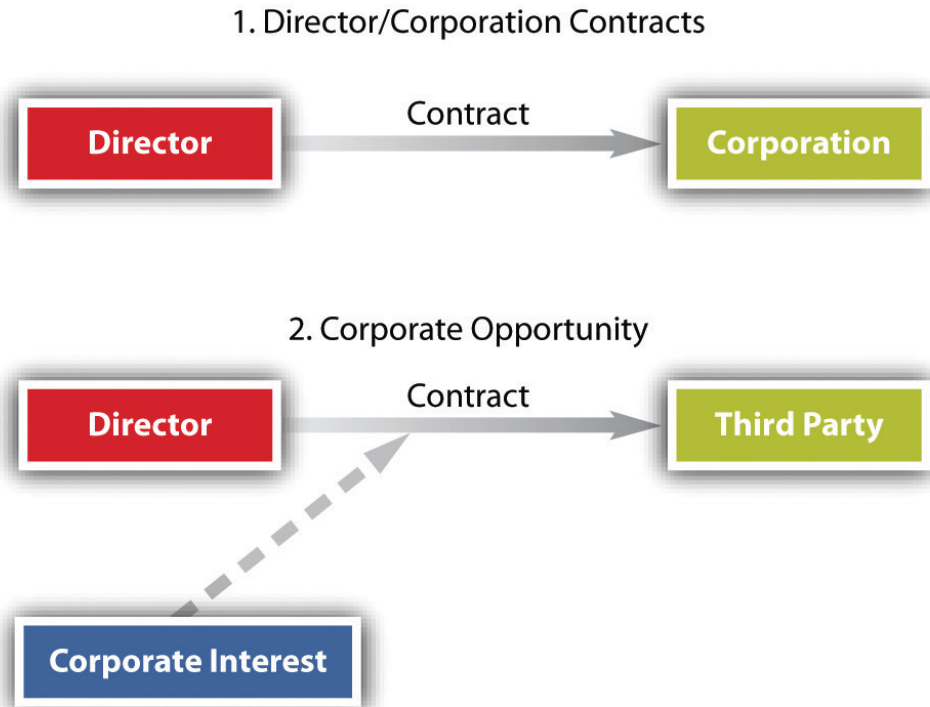 1. Director/Corporation Contracts
Director
Contract
Corporation
2. Corporate Opportunity
Director
Contract
Third Party
Corporate Interest